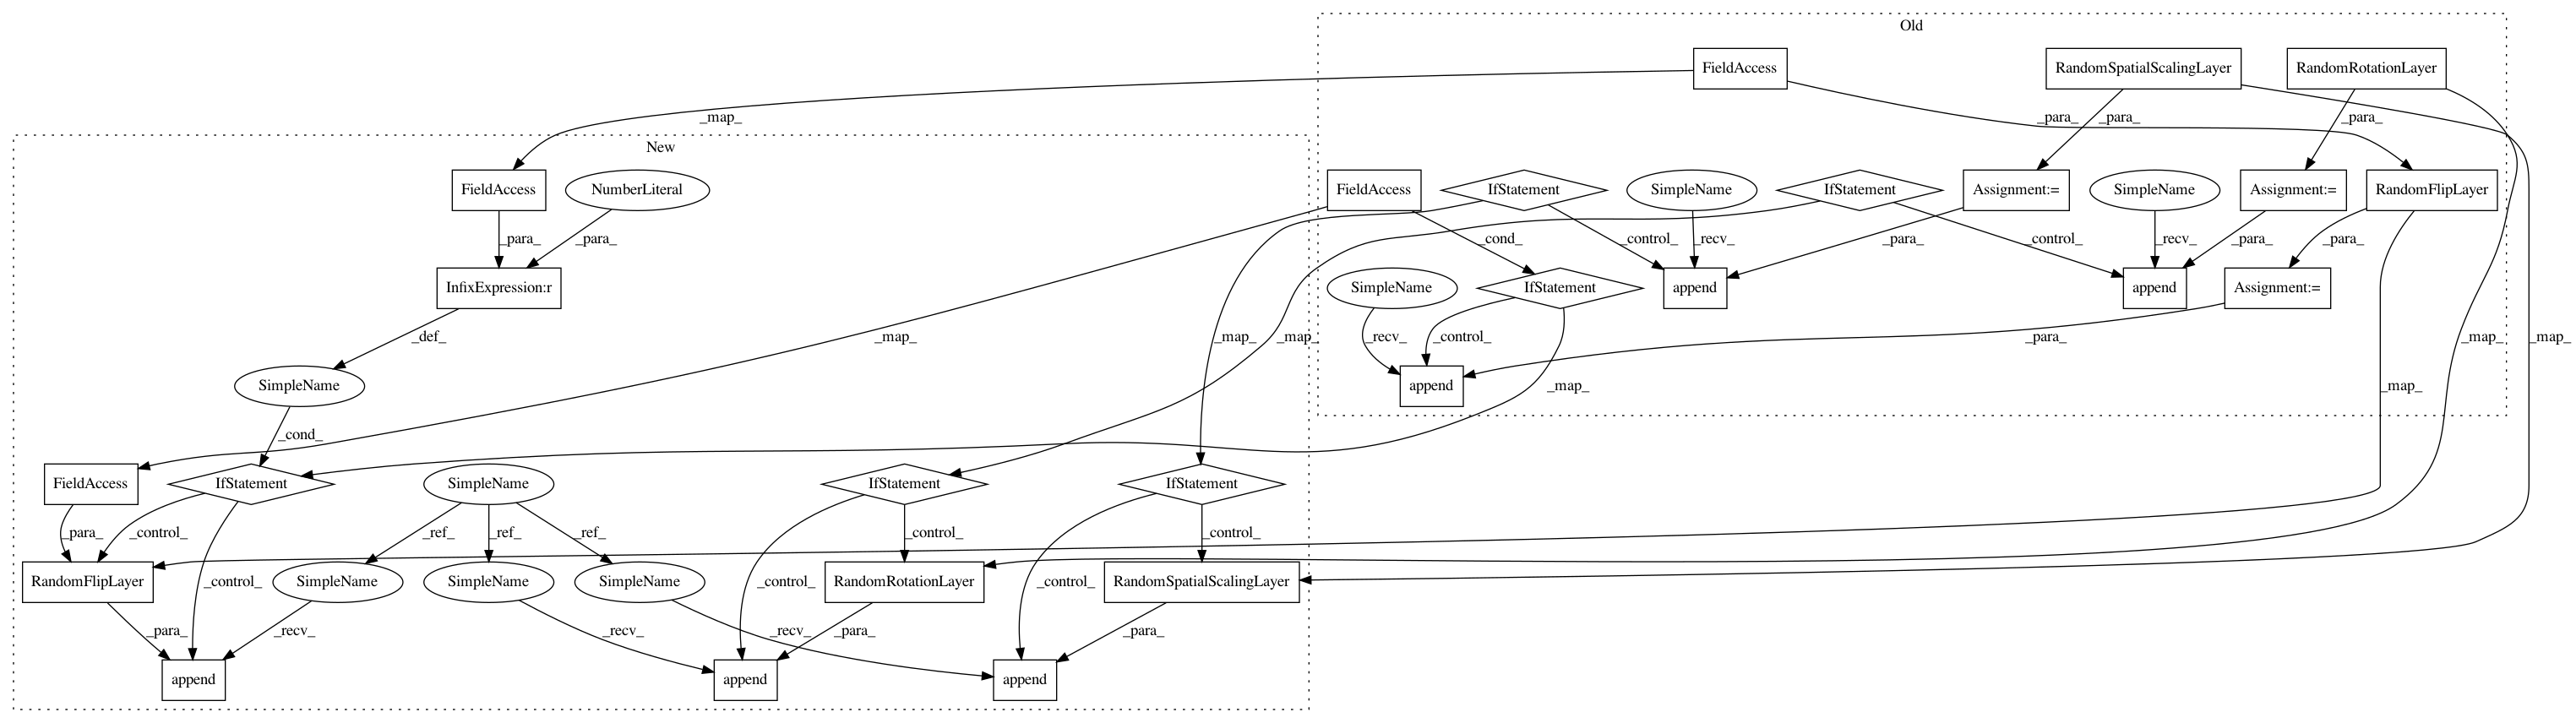 Old
FieldAccess
RandomSpatialScalingLayer
RandomRotationLayer
_map_
_para_
_para_
_para_
New
FieldAccess
NumberLiteral
FieldAccess
IfStatement
SimpleName
IfStatement
Assignment:=
SimpleName
Assignment:=
RandomFlipLayer
_para_
_para_
_cond_
_control_
_recv_
_para_
_control_
_recv_
_para_
_para_
InfixExpression:r
SimpleName
IfStatement
append
append
Assignment:=
_def_
_map_
_map_
_map_
_recv_
_control_
_para_
_map_
_map_
SimpleName
append
_map_
_map_
_cond_
FieldAccess
IfStatement
SimpleName
IfStatement
IfStatement
_para_
_control_
_ref_
_ref_
_ref_
_control_
_control_
RandomFlipLayer
_control_
SimpleName
SimpleName
SimpleName
_control_
RandomRotationLayer
_control_
RandomSpatialScalingLayer
_para_
_recv_
_recv_
_recv_
_para_
_para_
append
append
append